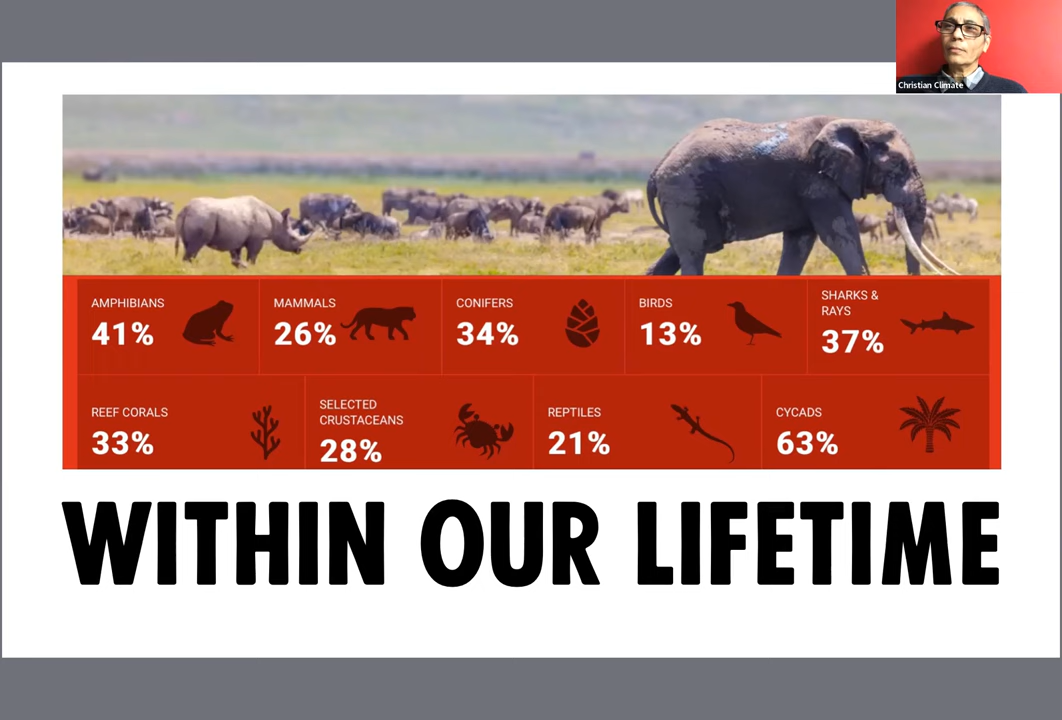 Christian Climate
AMPHIBIANS
41%
MAMMALS
26%
CONIFERS
34%
BIRDS
13%
SHARKS &
RAYS
37%
REEF CORALS
33%
SELECTED
CRUSTACEANS
28%
REPTILES
21%
CYCADS
63%
WITHIN OUR LIFETIME